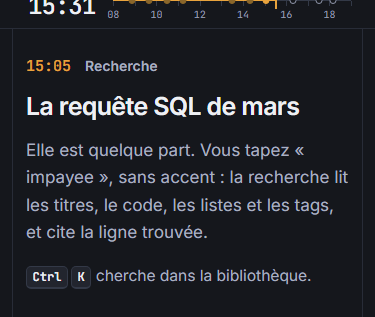 15:31
08 10 12 14 16 18
15:05 Recherche
La requête SQL de mars
Elle est quelque part. Vous tapez «
impayee », sans accent : la recherche lit
les titres, le code, les listes et les tags,
et cite la ligne trouvée.
Ctrl K cherche dans la bibliothèque.